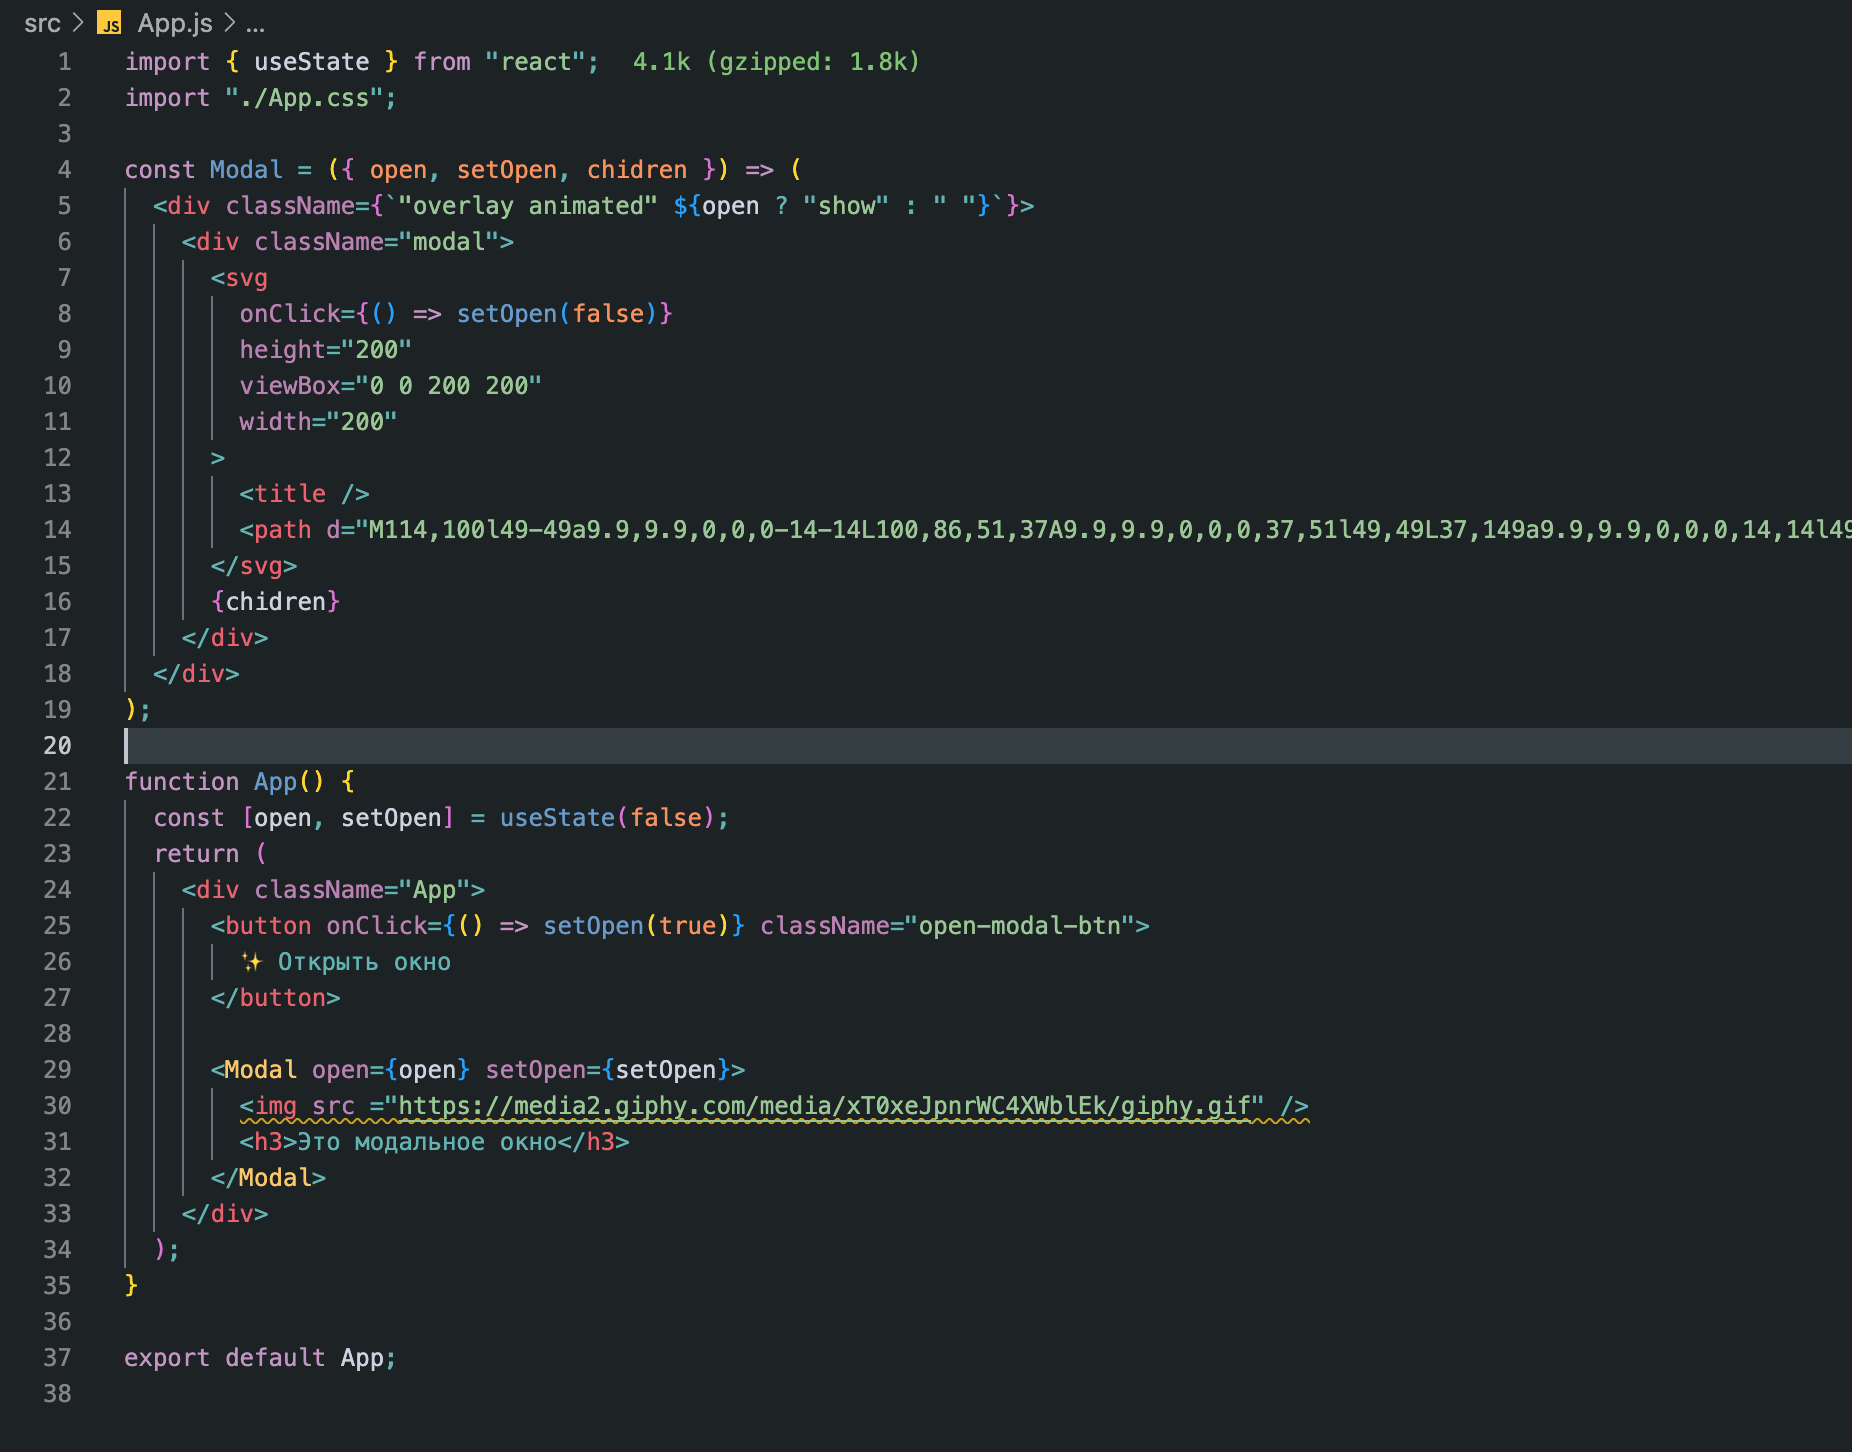 src > JS App.js > ...
1 import { useState } from "react"; 4.1k (gzipped: 1.8k)
2 import "./App.css";
3
4 const Modal = ({ open, setOpen, chidren }) => (
5 <div className={`"overlay animated" ${open ? "show" : " "}`}>
6 <div className="modal">
7 <svg
8 onClick={() => setOpen(false)}
9 height="200"
10 viewBox="0 0 200 200"
11 width="200"
12 >
13 <title />
14 <path d="M114,100l49-49a9.9,9.9,0,0,0-14-14L100,86,51,37A9.9,9.9,0,0,0,37,51l49,49L37,149a9.9,9.9,0,0,0,14,14l49
15 </svg>
16 {chidren}
17 </div>
18 </div>
19 );
20
21 function App() {
22 const [open, setOpen] = useState(false);
23 return (
24 <div className="App">
25 <button onClick={() => setOpen(true)} className="open-modal-btn">
26 ✨ Открыть окно
27 </button>
28
29 <Modal open={open} setOpen={setOpen}>
30 <img src ="https://media2.giphy.com/media/xT0xeJpnrWC4XWblEk/giphy.gif" />
31 <h3>Это модальное окно</h3>
32 </Modal>
33 </div>
34 );
35 }
36
37 export default App;
38